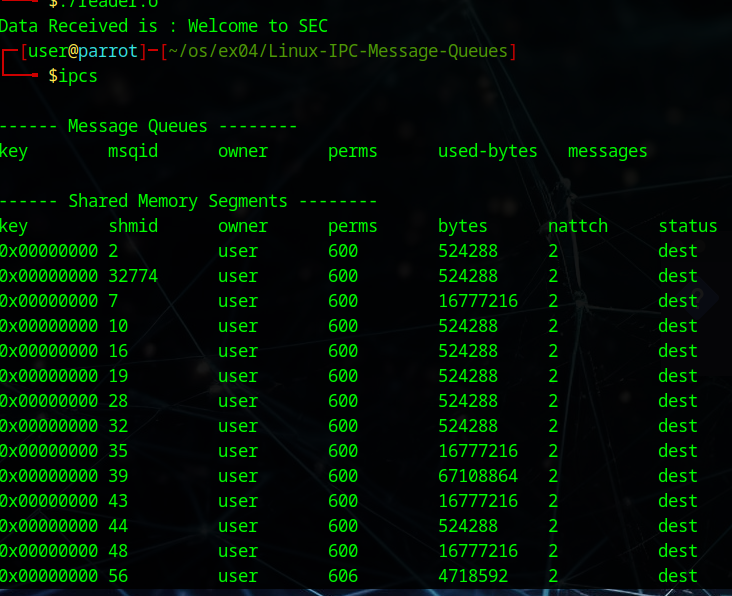 $./reader.o
Data Received is : Welcome to SEC
[user@parrot]─[~/os/ex04/Linux-IPC-Message-Queues]
$ipcs
------ Message Queues --------
key msqid owner perms used-bytes messages
------ Shared Memory Segments --------
key shmid owner perms bytes nattch status
0x00000000 2 user 600 524288 2 dest
0x00000000 32774 user 600 524288 2 dest
0x00000000 7 user 600 16777216 2 dest
0x00000000 10 user 600 524288 2 dest
0x00000000 16 user 600 524288 2 dest
0x00000000 19 user 600 524288 2 dest
0x00000000 28 user 600 524288 2 dest
0x00000000 32 user 600 524288 2 dest
0x00000000 35 user 600 16777216 2 dest
0x00000000 39 user 600 67108864 2 dest
0x00000000 43 user 600 16777216 2 dest
0x00000000 44 user 600 524288 2 dest
0x00000000 48 user 600 16777216 2 dest
0x00000000 56 user 606 4718592 2 dest